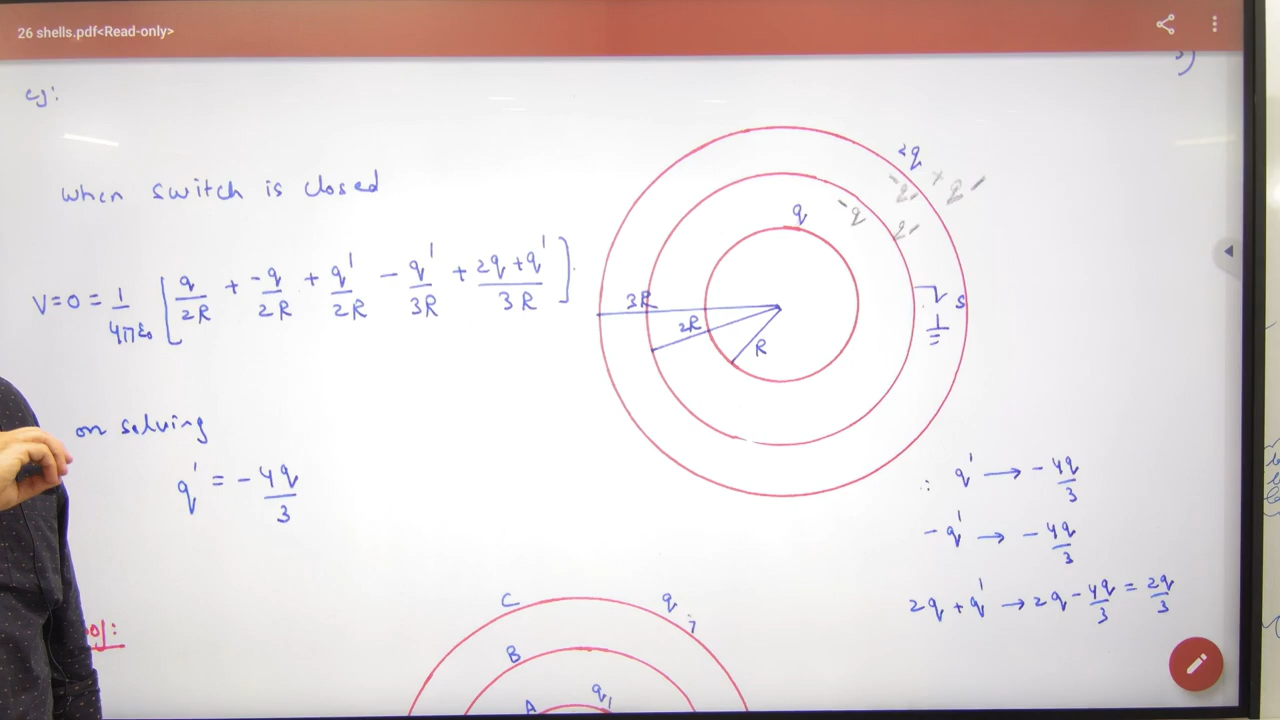 26 shells.pdf<Read-only>
eg:
when switch is closed
V=0 = 1/4πε₀ [ q/2R + -q/2R + q'/2R - q'/3R + 2q+q'/3R ].
on solving
q' = - 4q/3
2q
-q' + q'
q -q q'
3R
2R
R
S
∴ q' → - 4q/3
-q' → - 4q/3
2q + q' → 2q - 4q/3 = 2q/3
C q
B
A q₁